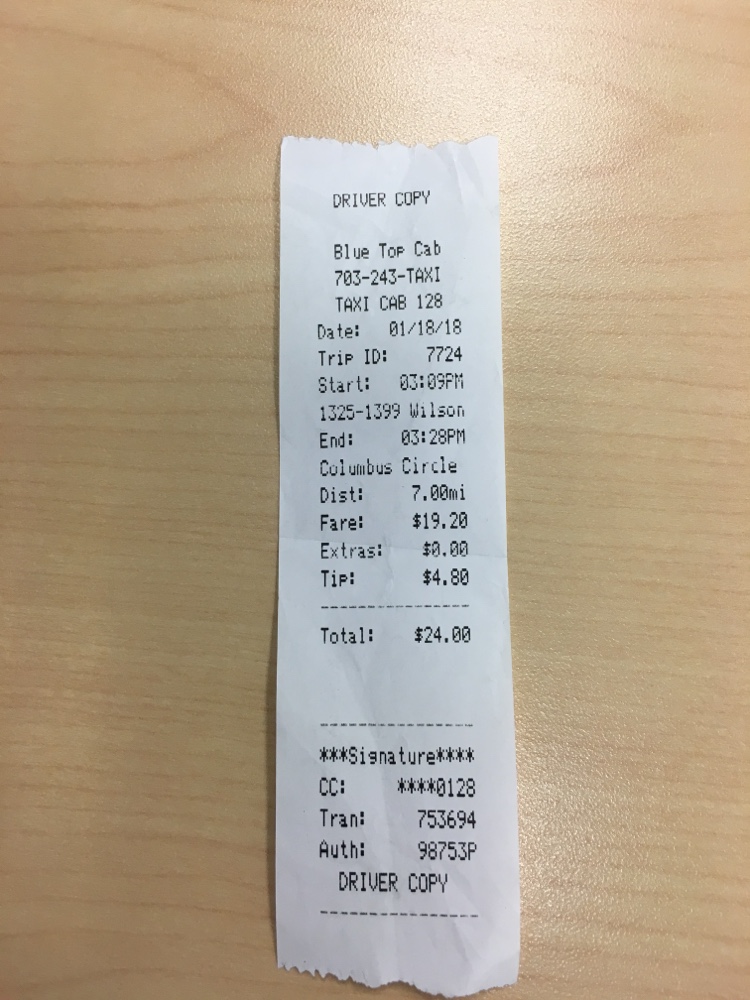 DRIVER COPY
Blue Top Cab
703-243-TAXI
TAXI CAB 128
Date: 01/18/18
Trip ID: 7724
Start: 03:09PM
1325-1399 Wilson
End: 03:28PM
Columbus Circle
Dist: 7.00mi
Fare: $19.20
Extras: $0.00
Tip: $4.80
----------------
Total: $24.00
----------------
***Signature****
CC: ****0128
Tran: 753694
Auth: 98753P
DRIVER COPY
----------------